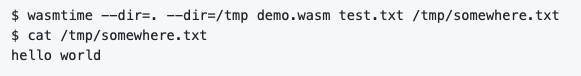 $ wasmtime --dir=. --dir=/tmp demo.wasm test.txt /tmp/somewhere.txt
$ cat /tmp/somewhere.txt
hello world